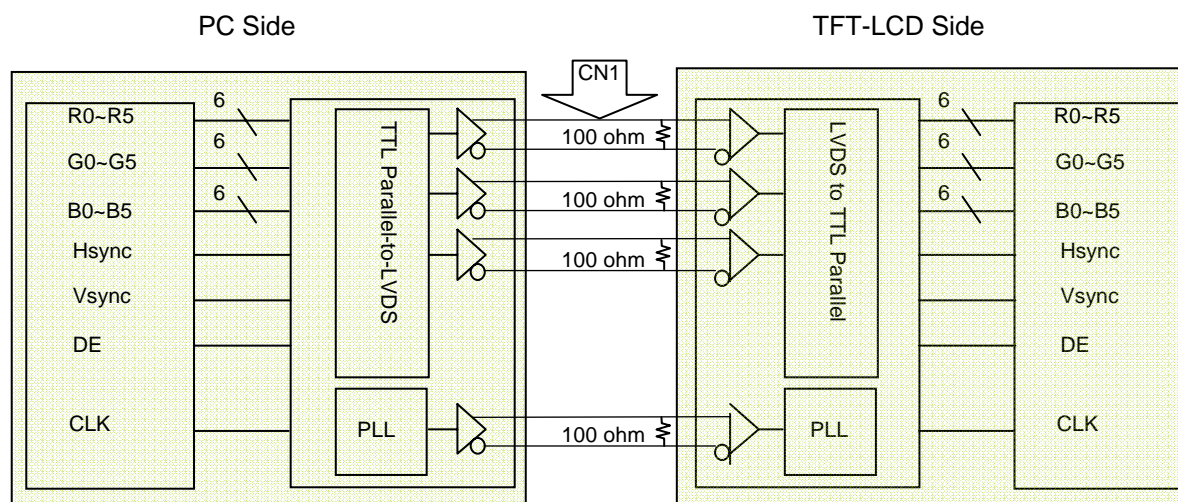 PC Side
TFT-LCD Side
CN1
R0~R5
6
G0~G5
6
B0~B5
6
Hsync
Vsync
DE
CLK
TTL Parallel-to-LVDS
PLL
100 ohm
100 ohm
100 ohm
100 ohm
LVDS to TTL Parallel
PLL
6
R0~R5
6
G0~G5
6
B0~B5
Hsync
Vsync
DE
CLK